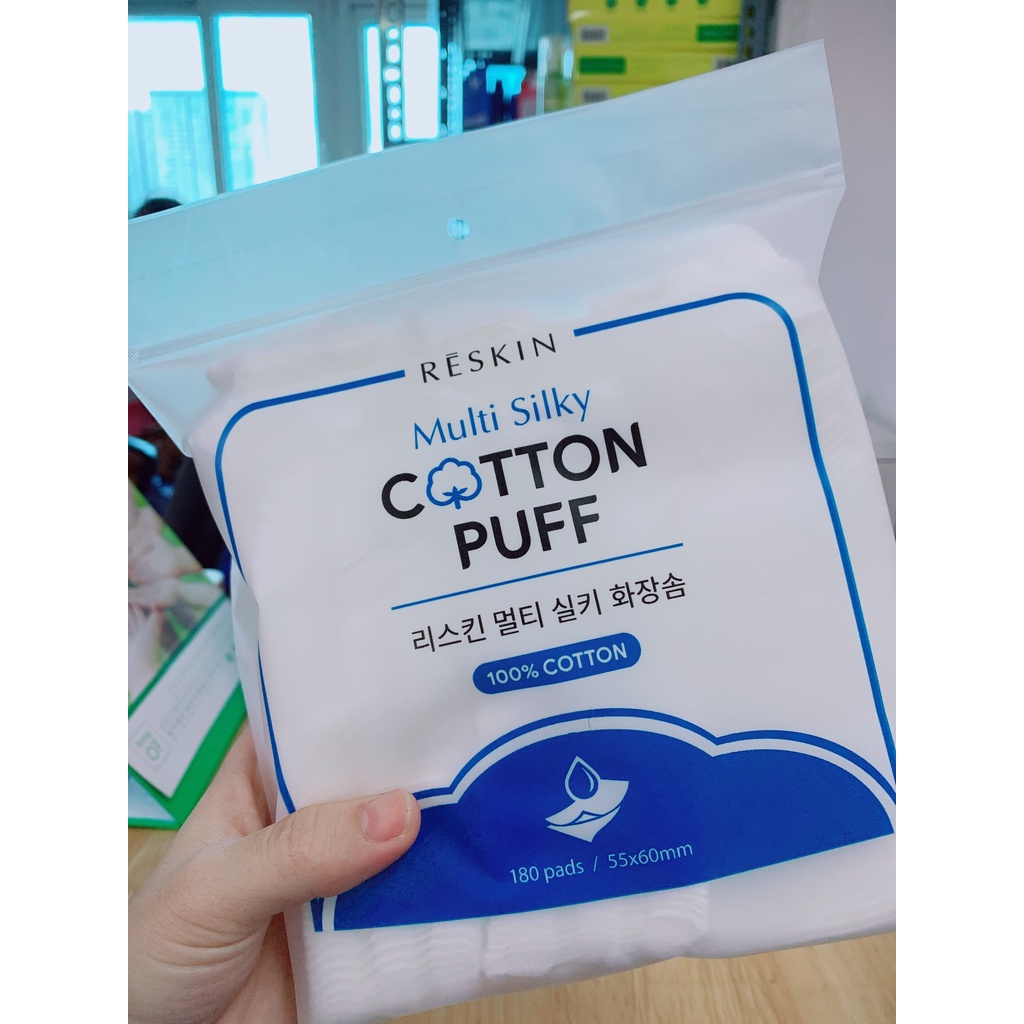 RĒSKIN
Multi Silky
COTTON
PUFF
리스킨 멀티 실키 화장솜
100% COTTON
180 pads / 55x60mm